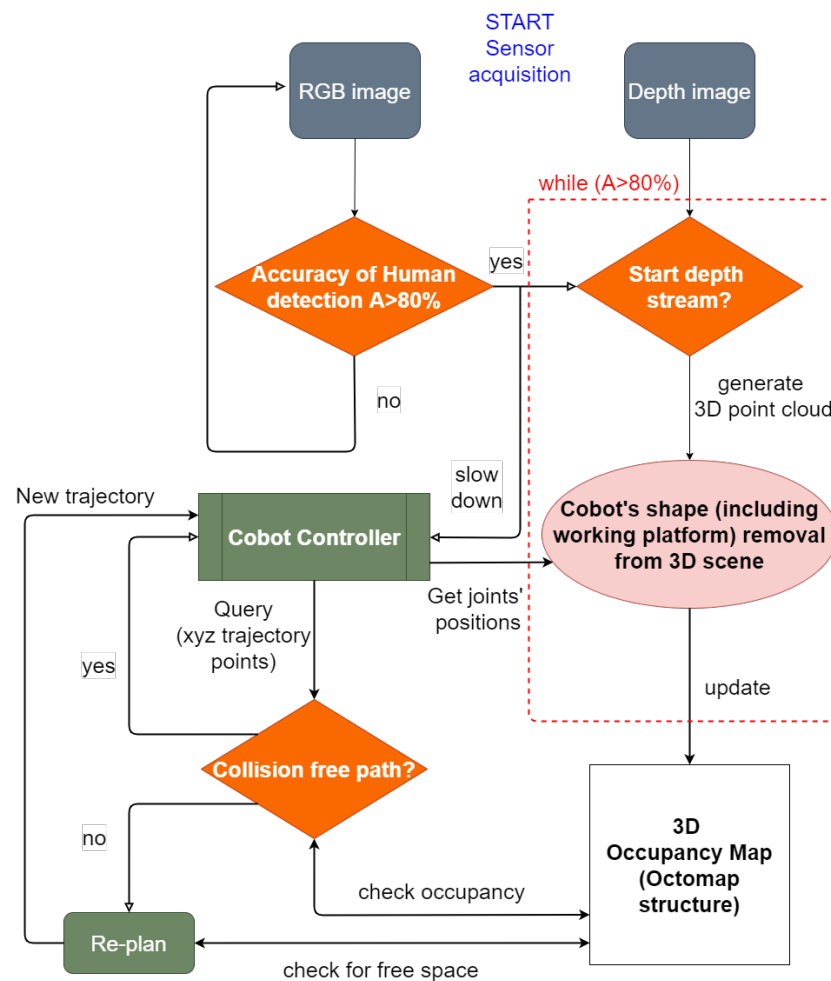 START
Sensor
acquisition
RGB image
Depth image
while (A>80%)
Accuracy of Human
detection A>80%
yes
Start depth
stream?
no
generate
3D point cloud
slow
down
New trajectory
Cobot Controller
Cobot's shape (including
working platform) removal
from 3D scene
Get joints'
positions
Query
(xyz trajectory
points)
yes
update
Collision free path?
no
3D
Occupancy Map
(Octomap
structure)
check occupancy
Re-plan
check for free space